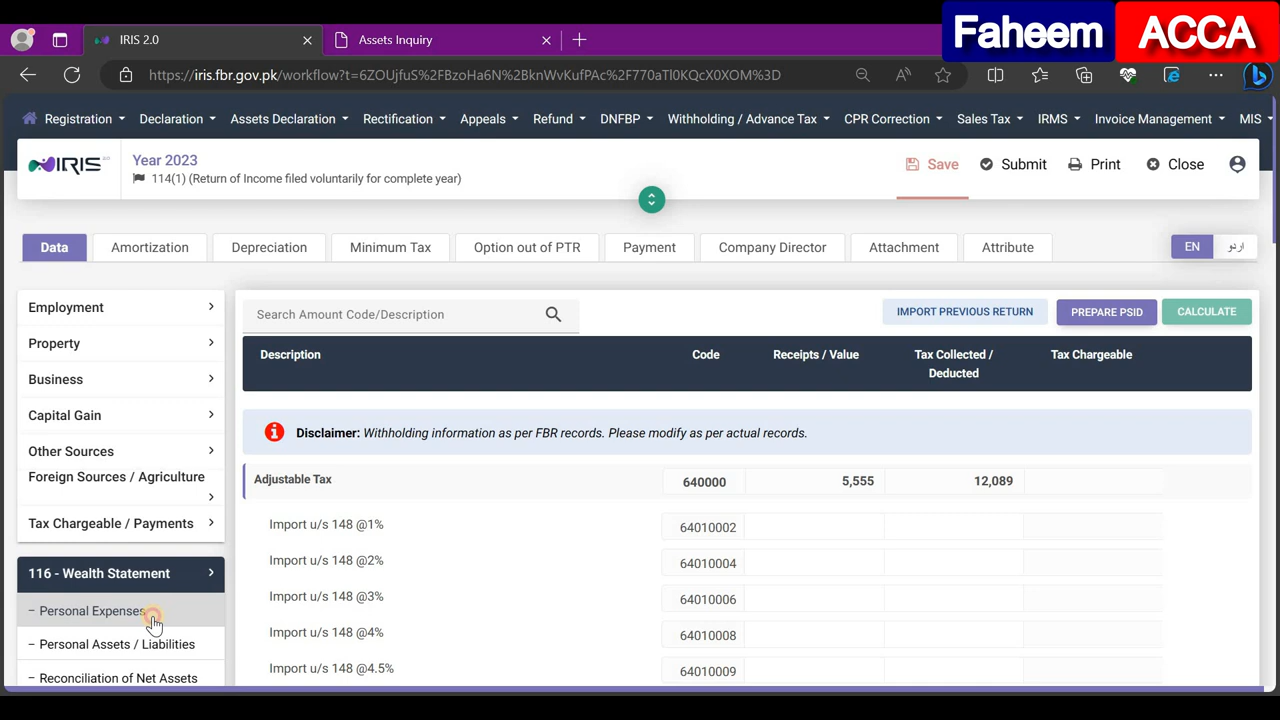 Faheem ACCA
IRIS 2.0
Assets Inquiry
https://iris.fbr.gov.pk/workflow?t=6ZOUjfuS%2FBzoHa6N%2BknWvKufPAc%2F770aTl0KQcX0XOM%3D
Registration Declaration Assets Declaration Rectification Appeals Refund DNFBP Withholding / Advance Tax CPR Correction Sales Tax IRMS Invoice Management MIS
IRIS 2.0
Year 2023
114(1) (Return of Income filed voluntarily for complete year)
Save Submit Print Close
Data Amortization Depreciation Minimum Tax Option out of PTR Payment Company Director Attachment Attribute EN اردو
Employment
Property
Business
Capital Gain
Other Sources
Foreign Sources / Agriculture
Tax Chargeable / Payments
116 - Wealth Statement
– Personal Expenses
– Personal Assets / Liabilities
– Reconciliation of Net Assets
Search Amount Code/Description
IMPORT PREVIOUS RETURN PREPARE PSID CALCULATE
Description Code Receipts / Value Tax Collected / Deducted Tax Chargeable
Disclaimer: Withholding information as per FBR records. Please modify as per actual records.
Adjustable Tax 640000 5,555 12,089
Import u/s 148 @1% 64010002
Import u/s 148 @2% 64010004
Import u/s 148 @3% 64010006
Import u/s 148 @4% 64010008
Import u/s 148 @4.5% 64010009